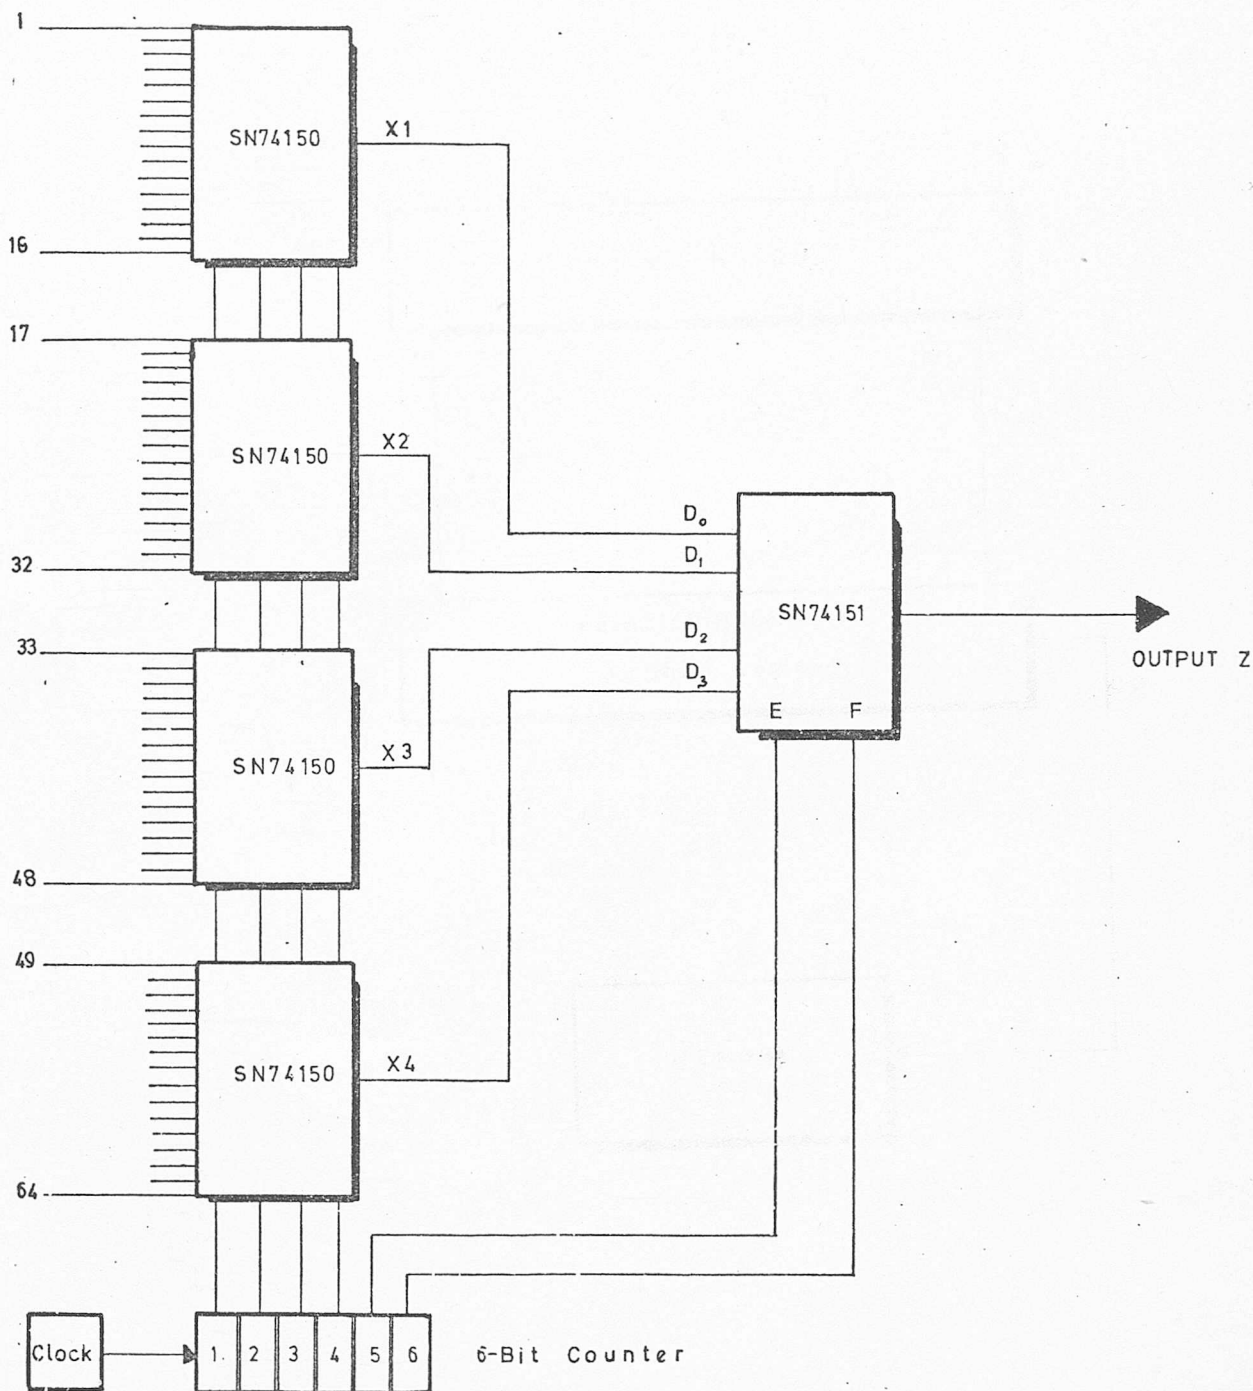 1
SN74150
X1
16
17
SN74150
X2
32
33
SN74150
X3
48
49
SN74150
X4
64
D₀
D₁
D₂
D₃
SN74151
E F
OUTPUT Z
Clock
1. 2 3 4 5 6
6-Bit Counter